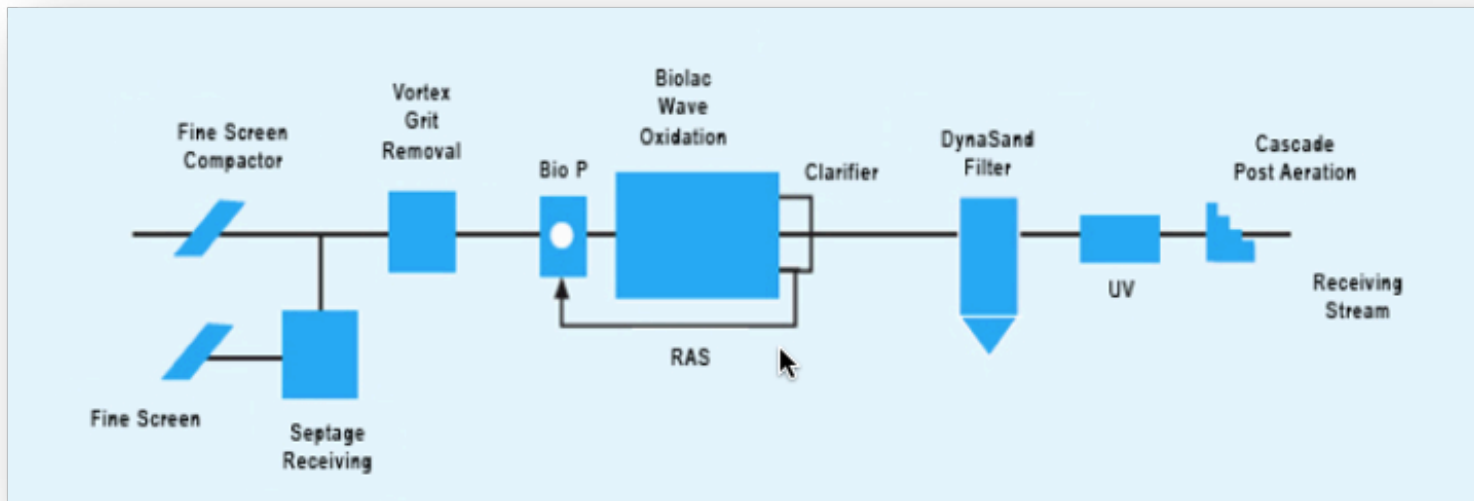 Fine Screen
Compactor
Vortex
Grit
Removal
Bio P
Biolac
Wave
Oxidation
Clarifier
DynaSand
Filter
UV
Cascade
Post Aeration
Receiving
Stream
RAS
Fine Screen
Septage
Receiving